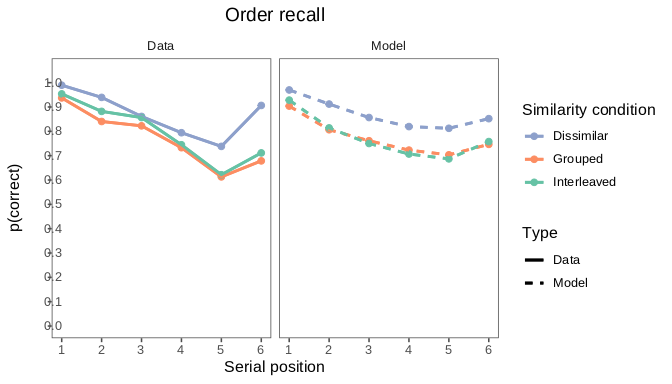 Order recall
Data
Model
1.0
0.9
0.8
0.7
0.6
0.5
0.4
0.3
0.2
0.1
0.0
p(correct)
1 2 3 4 5 6
1 2 3 4 5 6
Serial position
Similarity condition
Dissimilar
Grouped
Interleaved
Type
Data
Model